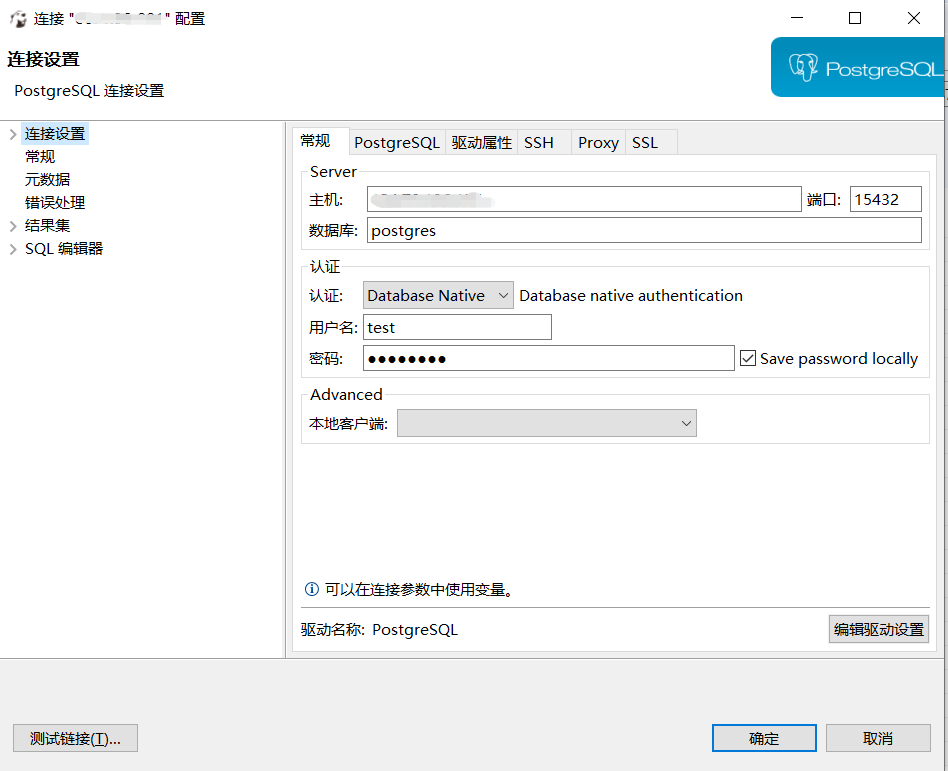 连接 " " 配置
连接设置
PostgreSQL 连接设置
PostgreSQL
连接设置
常规
元数据
错误处理
结果集
SQL 编辑器
常规 PostgreSQL 驱动属性 SSH Proxy SSL
Server
主机: 端口: 15432
数据库: postgres
认证
认证: Database Native Database native authentication
用户名: test
密码: ●●●●●●●● Save password locally
Advanced
本地客户端:
可以在连接参数中使用变量。
驱动名称: PostgreSQL 编辑驱动设置
测试链接(T)... 确定 取消